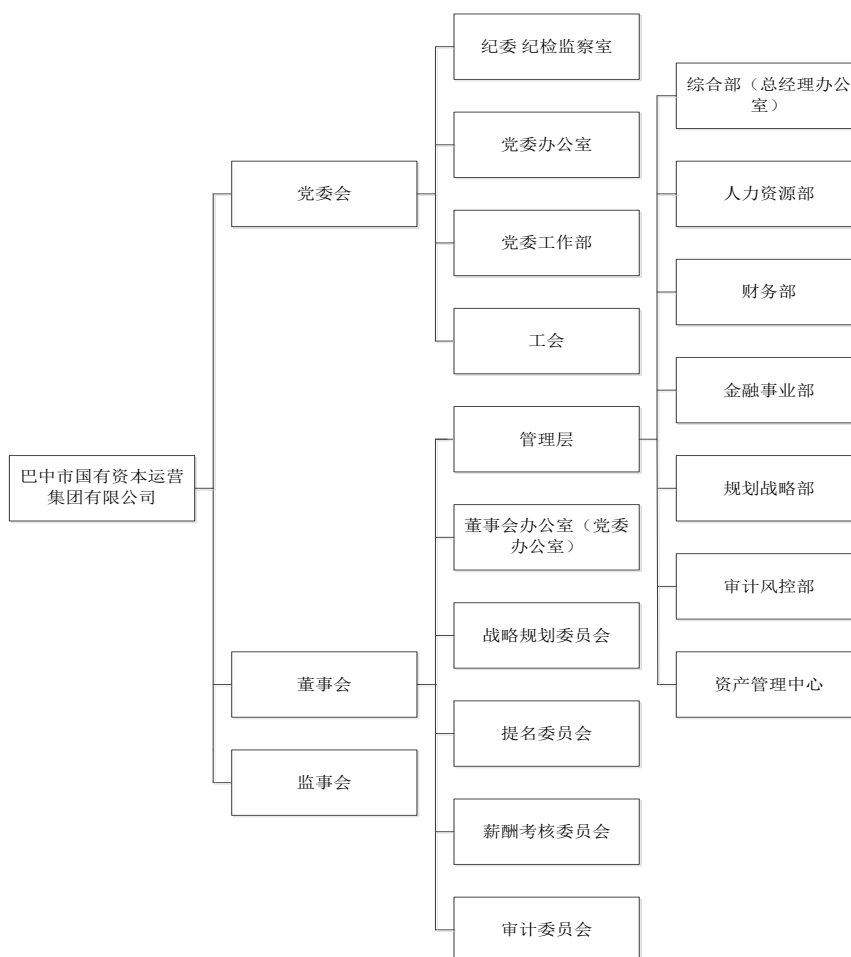 纪委 纪检监察室
党委办公室
党委会
党委工作部
工会
综合部（总经理办公
室）
人力资源部
财务部
金融事业部
规划战略部
审计风控部
资产管理中心
巴中市国有资本运营
集团有限公司
管理层
董事会办公室（党委
办公室）
战略规划委员会
董事会
提名委员会
监事会
薪酬考核委员会
审计委员会